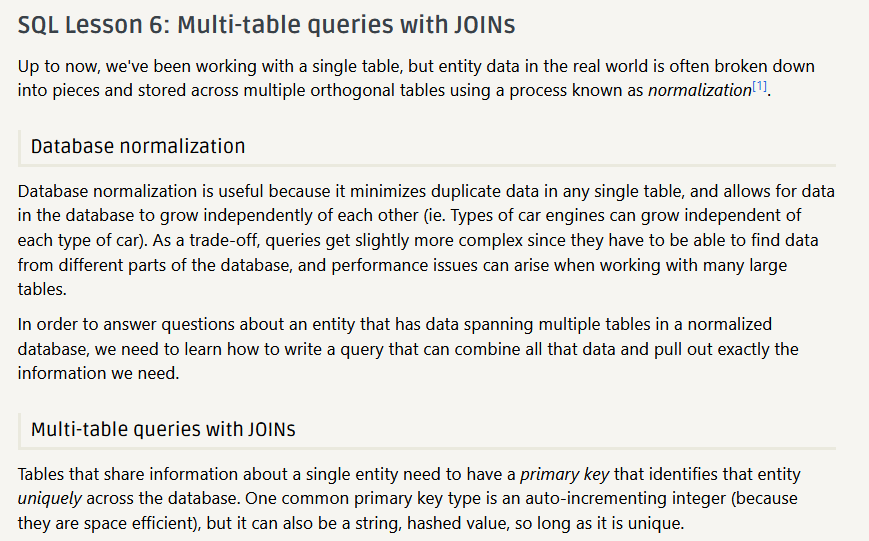 SQL Lesson 6: Multi-table queries with JOINs
Up to now, we've been working with a single table, but entity data in the real world is often broken down
into pieces and stored across multiple orthogonal tables using a process known as normalization[1].
Database normalization
Database normalization is useful because it minimizes duplicate data in any single table, and allows for data
in the database to grow independently of each other (ie. Types of car engines can grow independent of
each type of car). As a trade-off, queries get slightly more complex since they have to be able to find data
from different parts of the database, and performance issues can arise when working with many large
tables.
In order to answer questions about an entity that has data spanning multiple tables in a normalized
database, we need to learn how to write a query that can combine all that data and pull out exactly the
information we need.
Multi-table queries with JOINs
Tables that share information about a single entity need to have a primary key that identifies that entity
uniquely across the database. One common primary key type is an auto-incrementing integer (because
they are space efficient), but it can also be a string, hashed value, so long as it is unique.